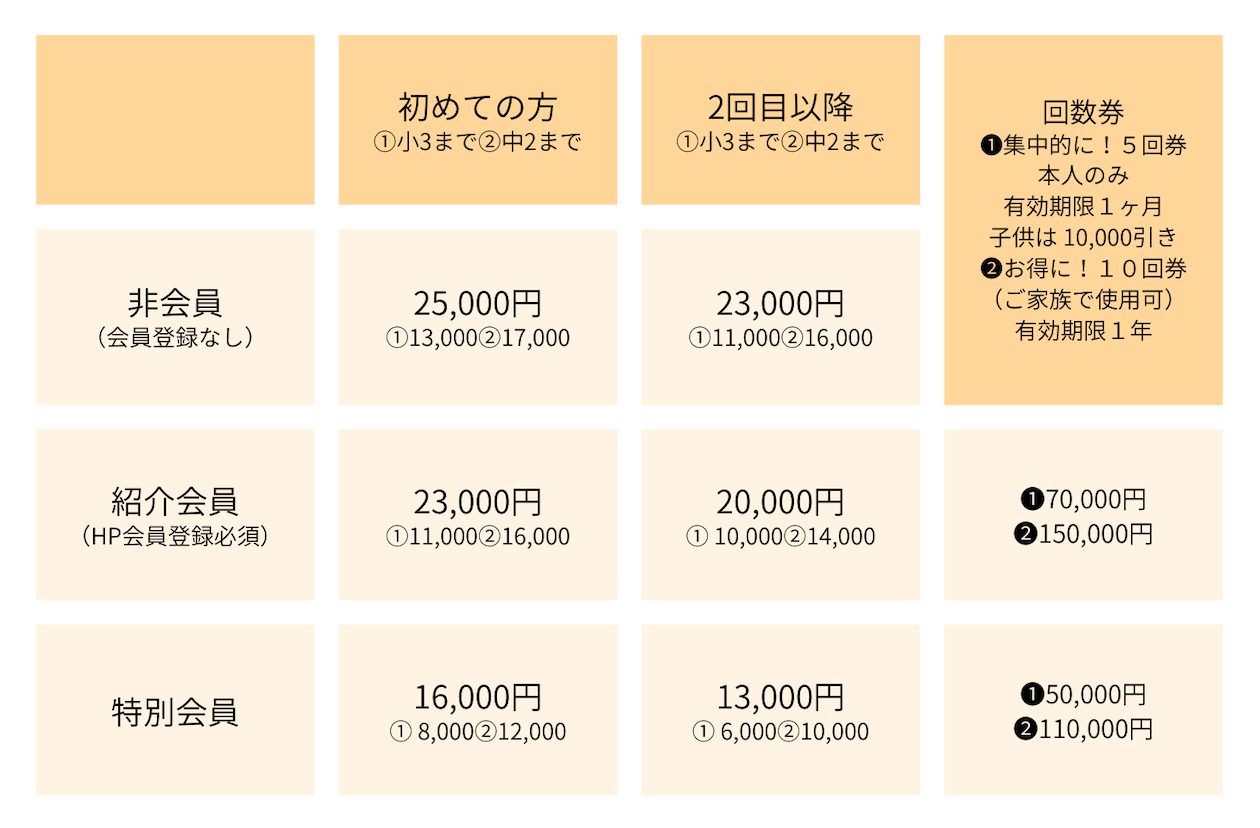 初めての方
①小3まで②中2まで
2回目以降
①小3まで②中2まで
回数券
❶集中的に！５回券
本人のみ
有効期限１ヶ月
子供は 10,000引き
❷お得に！１０回券
（ご家族で使用可）
有効期限１年
非会員
（会員登録なし）
25,000円
①13,000②17,000
23,000円
①11,000②16,000
紹介会員
（HP会員登録必須）
23,000円
①11,000②16,000
20,000円
① 10,000②14,000
❶70,000円
❷150,000円
特別会員
16,000円
① 8,000②12,000
13,000円
① 6,000②10,000
❶50,000円
❷110,000円